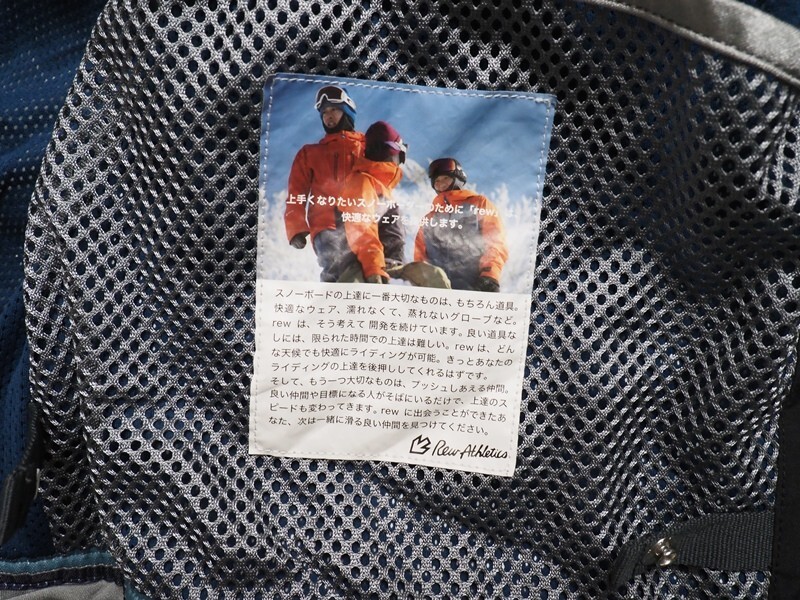 上手くなりたいスノーボーダーのために「rew」は
快適なウェアを提供します。
スノーボードの上達に一番大切なものは、もちろん道具。
快適なウェア、濡れなくて、蒸れないグローブなど。
rew は、そう考えて開発を続けています。良い道具な
しには、限られた時間での上達は難しい。rew は、どん
な天候でも快適にライディングが可能。きっとあなたの
ライディングの上達を後押ししてくれるはずです。
そして、もう一つ大切なものは、プッシュしあえる仲間。
良い仲間や目標になる人がそばにいるだけで、上達のス
ピードも変わってきます。rew に出会うことができたあ
なた、次は一緒に滑る良い仲間を見つけてください。
Rew Athletics